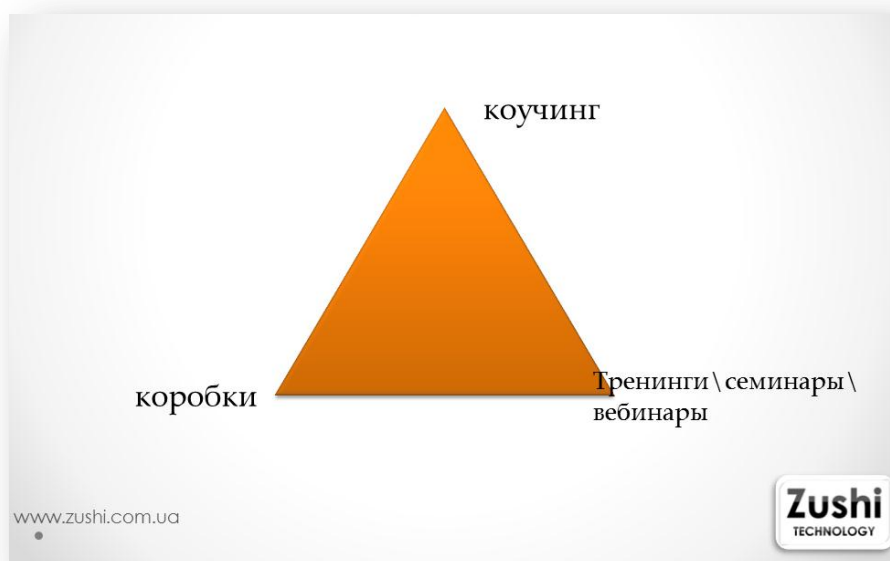 коучинг
коробки
Тренинги\семинары\
вебинары
www.zushi.com.ua
Zushi
TECHNOLOGY